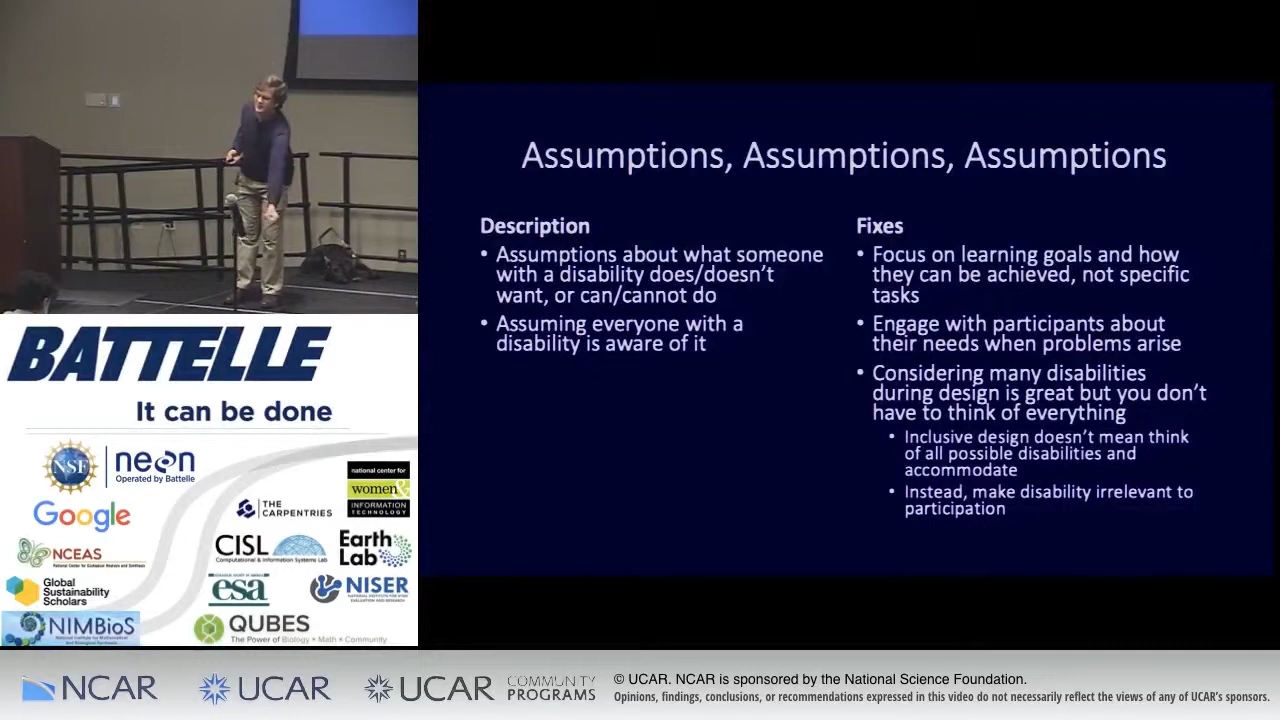 Assumptions, Assumptions, Assumptions
Description
• Assumptions about what someone
with a disability does/doesn't
want, or can/cannot do
• Assuming everyone with a
disability is aware of it
Fixes
• Focus on learning goals and how
they can be achieved, not specific
tasks
• Engage with participants about
their needs when problems arise
• Considering many disabilities
during design is great but you don't
have to think of everything
• Inclusive design doesn't mean think
of all possible disabilities and
accommodate
• Instead, make disability irrelevant to
participation
BATTELLE
It can be done
NSF
neon
Operated by Battelle
national center for
women &
INFORMATION
TECHNOLOGY
Google
THE
CARPENTRIES
NCEAS
National Center for Ecological Analysis and Synthesis
CISL
Computational & Information Systems Lab
Earth
Lab
Global
Sustainability
Scholars
esa
NISER
NIMBioS
QUBES
The Power of Biology • Math • Community
NCAR
UCAR
UCAR
COMMUNITY
PROGRAMS
© UCAR. NCAR is sponsored by the National Science Foundation.
Opinions, findings, conclusions, or recommendations expressed in this video do not necessarily reflect the views of any of UCAR's sponsors.